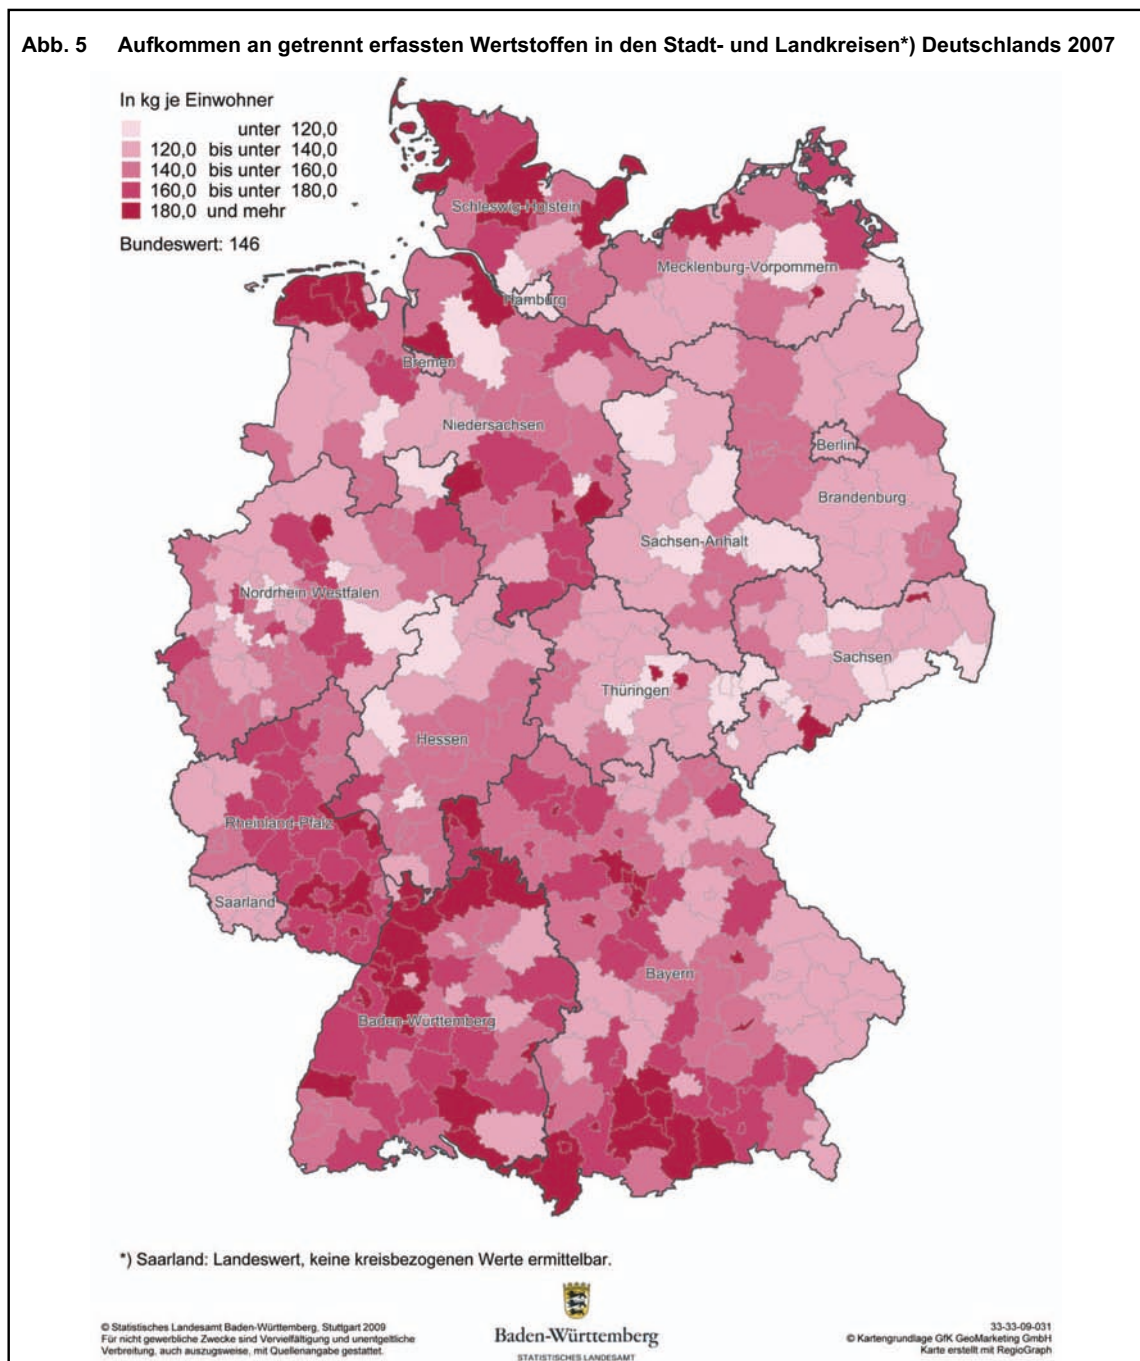 Abb. 5 Aufkommen an getrennt erfassten Wertstoffen in den Stadt- und Landkreisen*) Deutschlands 2007
In kg je Einwohner
unter 120,0
120,0 bis unter 140,0
140,0 bis unter 160,0
160,0 bis unter 180,0
180,0 und mehr
Bundeswert: 146
Schleswig-Holstein
Mecklenburg-Vorpommern
Hamburg
Bremen
Niedersachsen
Berlin
Brandenburg
Sachsen-Anhalt
Nordrhein-Westfalen
Sachsen
Thüringen
Hessen
Rheinland-Pfalz
Saarland
Bayern
Baden-Württemberg
*) Saarland: Landeswert, keine kreisbezogenen Werte ermittelbar.
© Statistisches Landesamt Baden-Württemberg, Stuttgart 2009
Für nicht gewerbliche Zwecke sind Vervielfältigung und unentgeltliche
Verbreitung, auch auszugsweise, mit Quellenangabe gestattet.
Baden-Württemberg
STATISTISCHES LANDESAMT
33-33-09-031
© Kartengrundlage GfK GeoMarketing GmbH
Karte erstellt mit RegioGraph